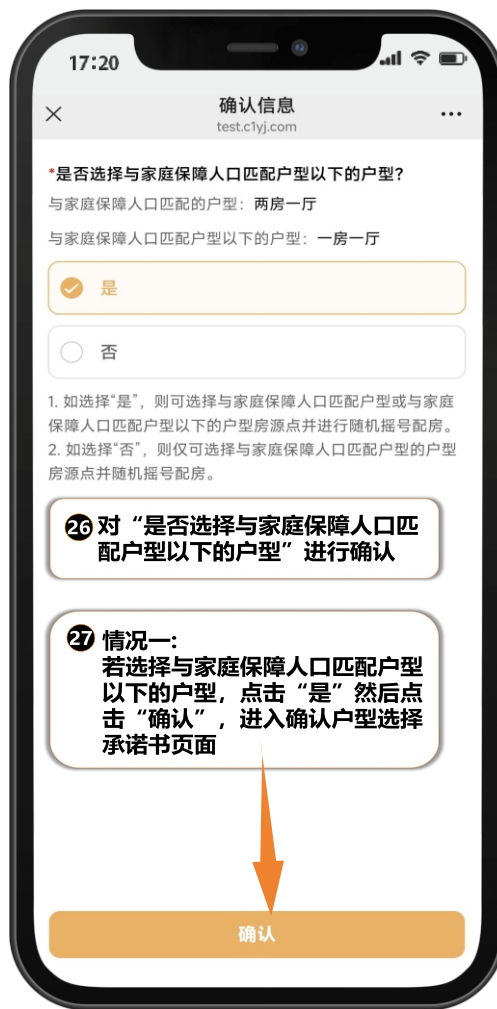 17:20
确认信息
test.c1yj.com
*是否选择与家庭保障人口匹配户型以下的户型?
与家庭保障人口匹配的户型：两房一厅
与家庭保障人口匹配户型以下的户型：一房一厅
是
否
1. 如选择“是”，则可选择与家庭保障人口匹配户型或与家庭
保障人口匹配户型以下的户型房源点并进行随机摇号配房。
2. 如选择“否”，则仅可选择与家庭保障人口匹配户型的户型
房源点并随机摇号配房。
26 对“是否选择与家庭保障人口匹
配户型以下的户型”进行确认
27 情况一:
若选择与家庭保障人口匹配户型
以下的户型，点击“是”然后点
击“确认”，进入确认户型选择
承诺书页面
确认